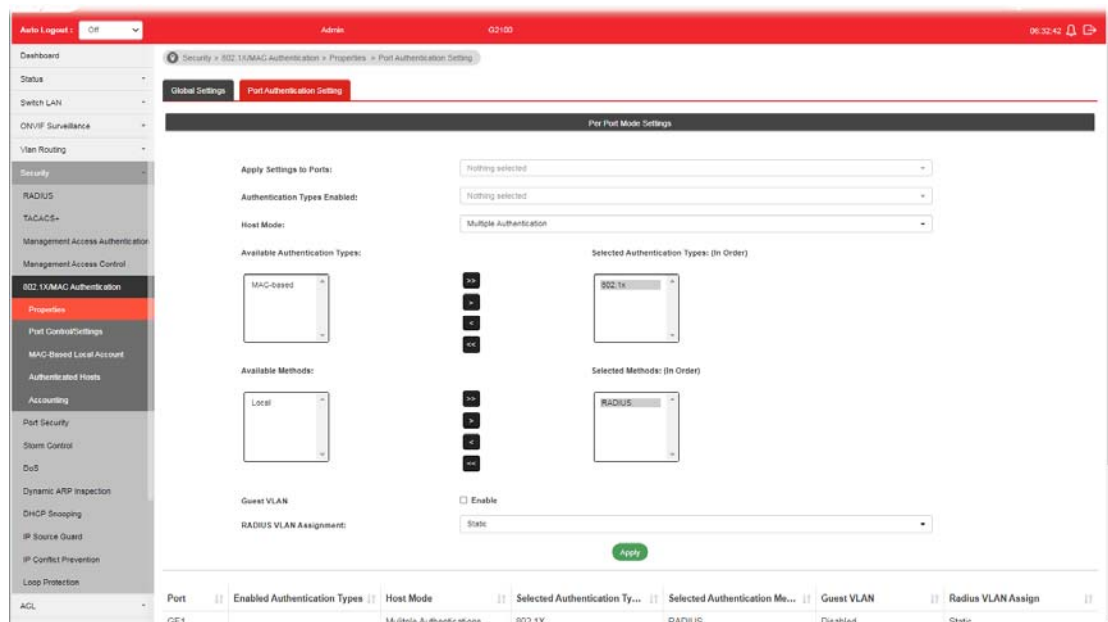 Auto Logout : Off Admin G2100 06:32:42
Dashboard
Status
Switch LAN
ONVIF Surveillance
Vlan Routing
Security
RADIUS
TACACS+
Management Access Authentication
Management Access Control
802.1X/MAC Authentication
Properties
Port Control/Settings
MAC-Based Local Account
Authenticated Hosts
Accounting
Port Security
Storm Control
DoS
Dynamic ARP Inspection
DHCP Snooping
IP Source Guard
IP Conflict Prevention
Loop Protection
ACL
Security » 802.1X/MAC Authentication » Properties » Port Authentication Setting
Global Settings Port Authentication Setting
Per Port Mode Settings
Apply Settings to Ports: Nothing selected
Authentication Types Enabled: Nothing selected
Host Mode: Multiple Authentication
Available Authentication Types: Selected Authentication Types: (In Order)
MAC-based >> 802.1x
>
<
<<
Available Methods: Selected Methods: (In Order)
Local >> RADIUS
>
<
<<
Guest VLAN Enable
RADIUS VLAN Assignment: Static
Apply
Port Enabled Authentication Types Host Mode Selected Authentication Ty... Selected Authentication Me... Guest VLAN Radius VLAN Assign
GE1 802.1X RADIUS Disabled Static